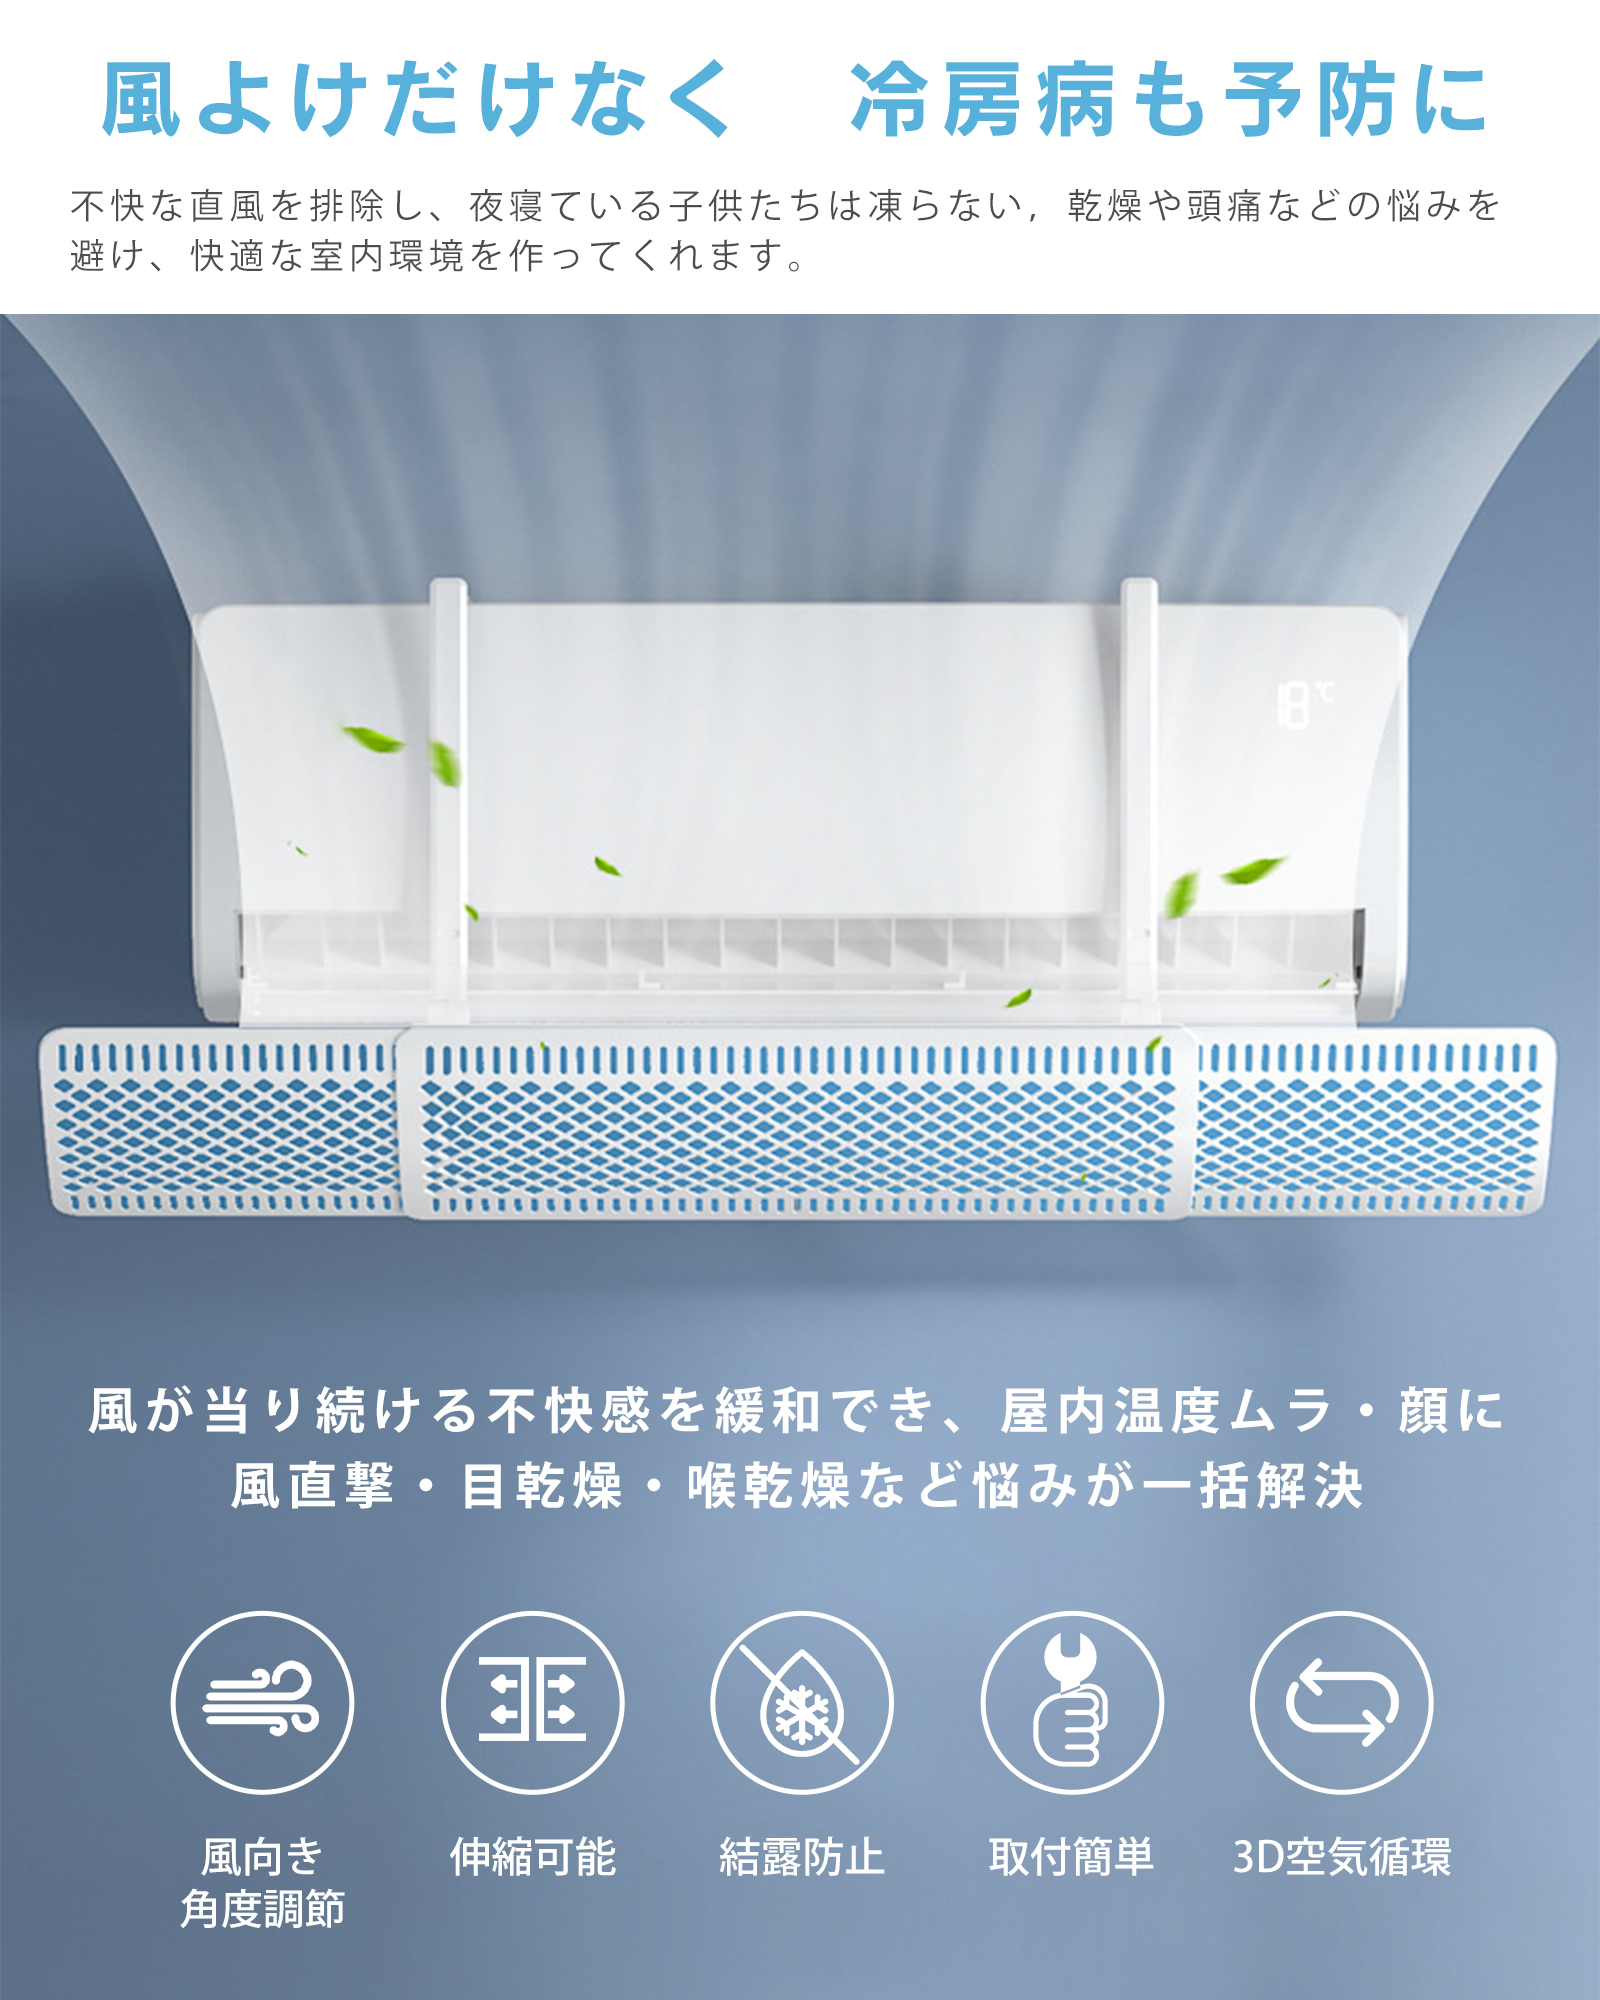 風よけだけなく　冷房病も予防に
不快な直風を排除し、夜寝ている子供たちは凍らない，乾燥や頭痛などの悩みを
避け、快適な室内環境を作ってくれます。
18℃
風が当り続ける不快感を緩和でき、屋内温度ムラ・顔に
風直撃・目乾燥・喉乾燥など悩みが一括解決
風向き
角度調節
伸縮可能
結露防止
取付簡単
3D空気循環